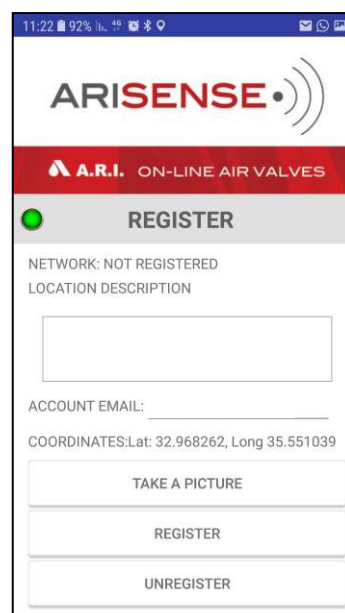 11:22 92% 4G
ARISENSE
A.R.I. ON-LINE AIR VALVES
REGISTER
NETWORK: NOT REGISTERED
LOCATION DESCRIPTION
ACCOUNT EMAIL:
COORDINATES:Lat: 32.968262, Long 35.551039
TAKE A PICTURE
REGISTER
UNREGISTER